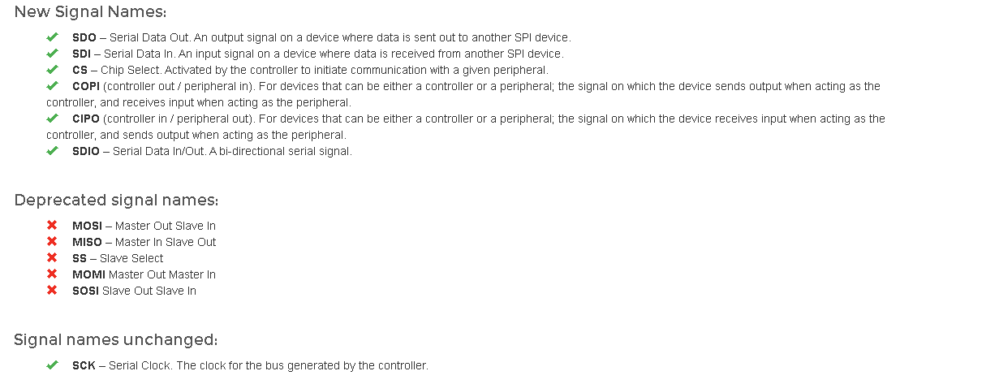 New Signal Names:
SDO – Serial Data Out. An output signal on a device where data is sent out to another SPI device.
SDI – Serial Data In. An input signal on a device where data is received from another SPI device.
CS – Chip Select. Activated by the controller to initiate communication with a given peripheral.
COPI (controller out / peripheral in). For devices that can be either a controller or a peripheral; the signal on which the device sends output when acting as the
controller, and receives input when acting as the peripheral.
CIPO (controller in / peripheral out). For devices that can be either a controller or a peripheral; the signal on which the device receives input when acting as the
controller, and sends output when acting as the peripheral.
SDIO – Serial Data In/Out. A bi-directional serial signal.
Deprecated signal names:
MOSI – Master Out Slave In
MISO – Master In Slave Out
SS – Slave Select
MOMI Master Out Master In
SOSI Slave Out Slave In
Signal names unchanged:
SCK – Serial Clock. The clock for the bus generated by the controller.